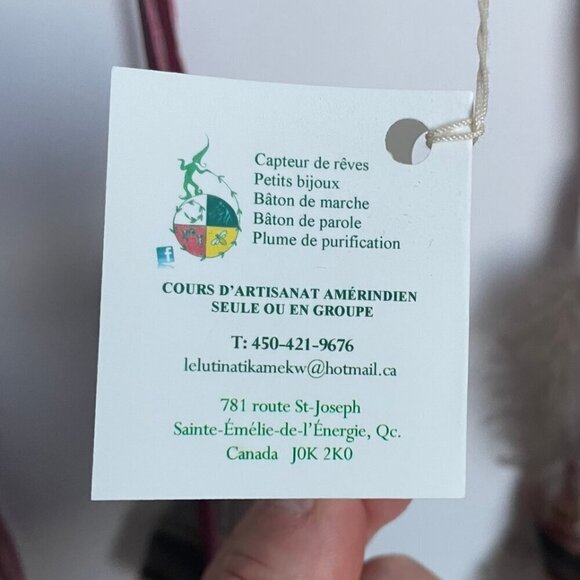 Capteur de rêves
Petits bijoux
Bâton de marche
Bâton de parole
Plume de purification
f
COURS D'ARTISANAT AMÉRINDIEN
SEULE OU EN GROUPE
T: 450-421-9676
lelutinatikamekw@hotmail.ca
781 route St-Joseph
Sainte-Émélie-de-l'Énergie, Qc.
Canada J0K 2K0